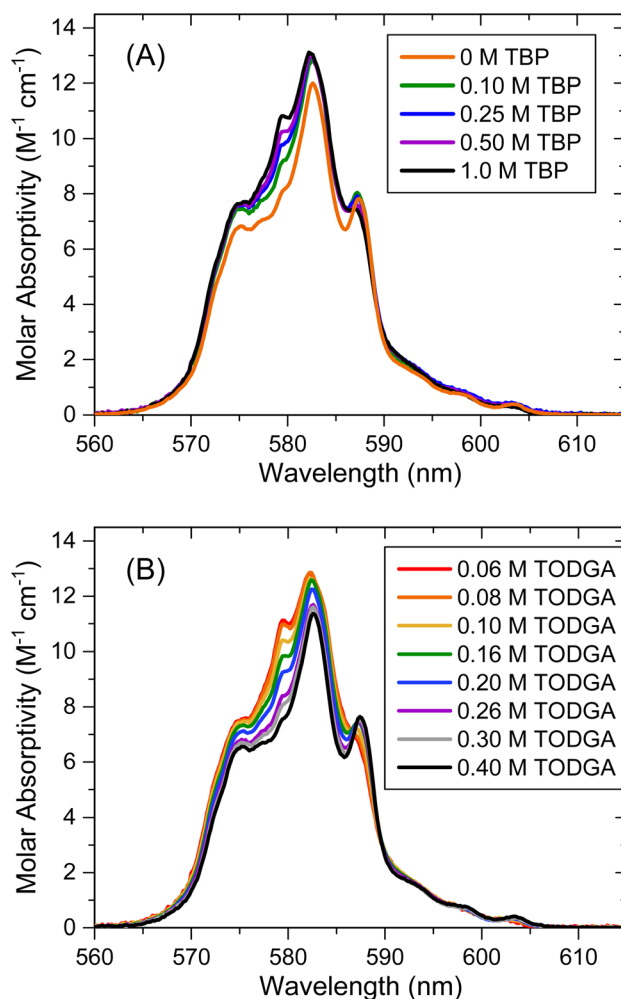 (A)
0 M TBP
0.10 M TBP
0.25 M TBP
0.50 M TBP
1.0 M TBP
Molar Absorptivity (M⁻¹ cm⁻¹)
14
12
10
8
6
4
2
0
560 570 580 590 600 610
Wavelength (nm)
(B)
0.06 M TODGA
0.08 M TODGA
0.10 M TODGA
0.16 M TODGA
0.20 M TODGA
0.26 M TODGA
0.30 M TODGA
0.40 M TODGA
Molar Absorptivity (M⁻¹ cm⁻¹)
14
12
10
8
6
4
2
0
560 570 580 590 600 610
Wavelength (nm)